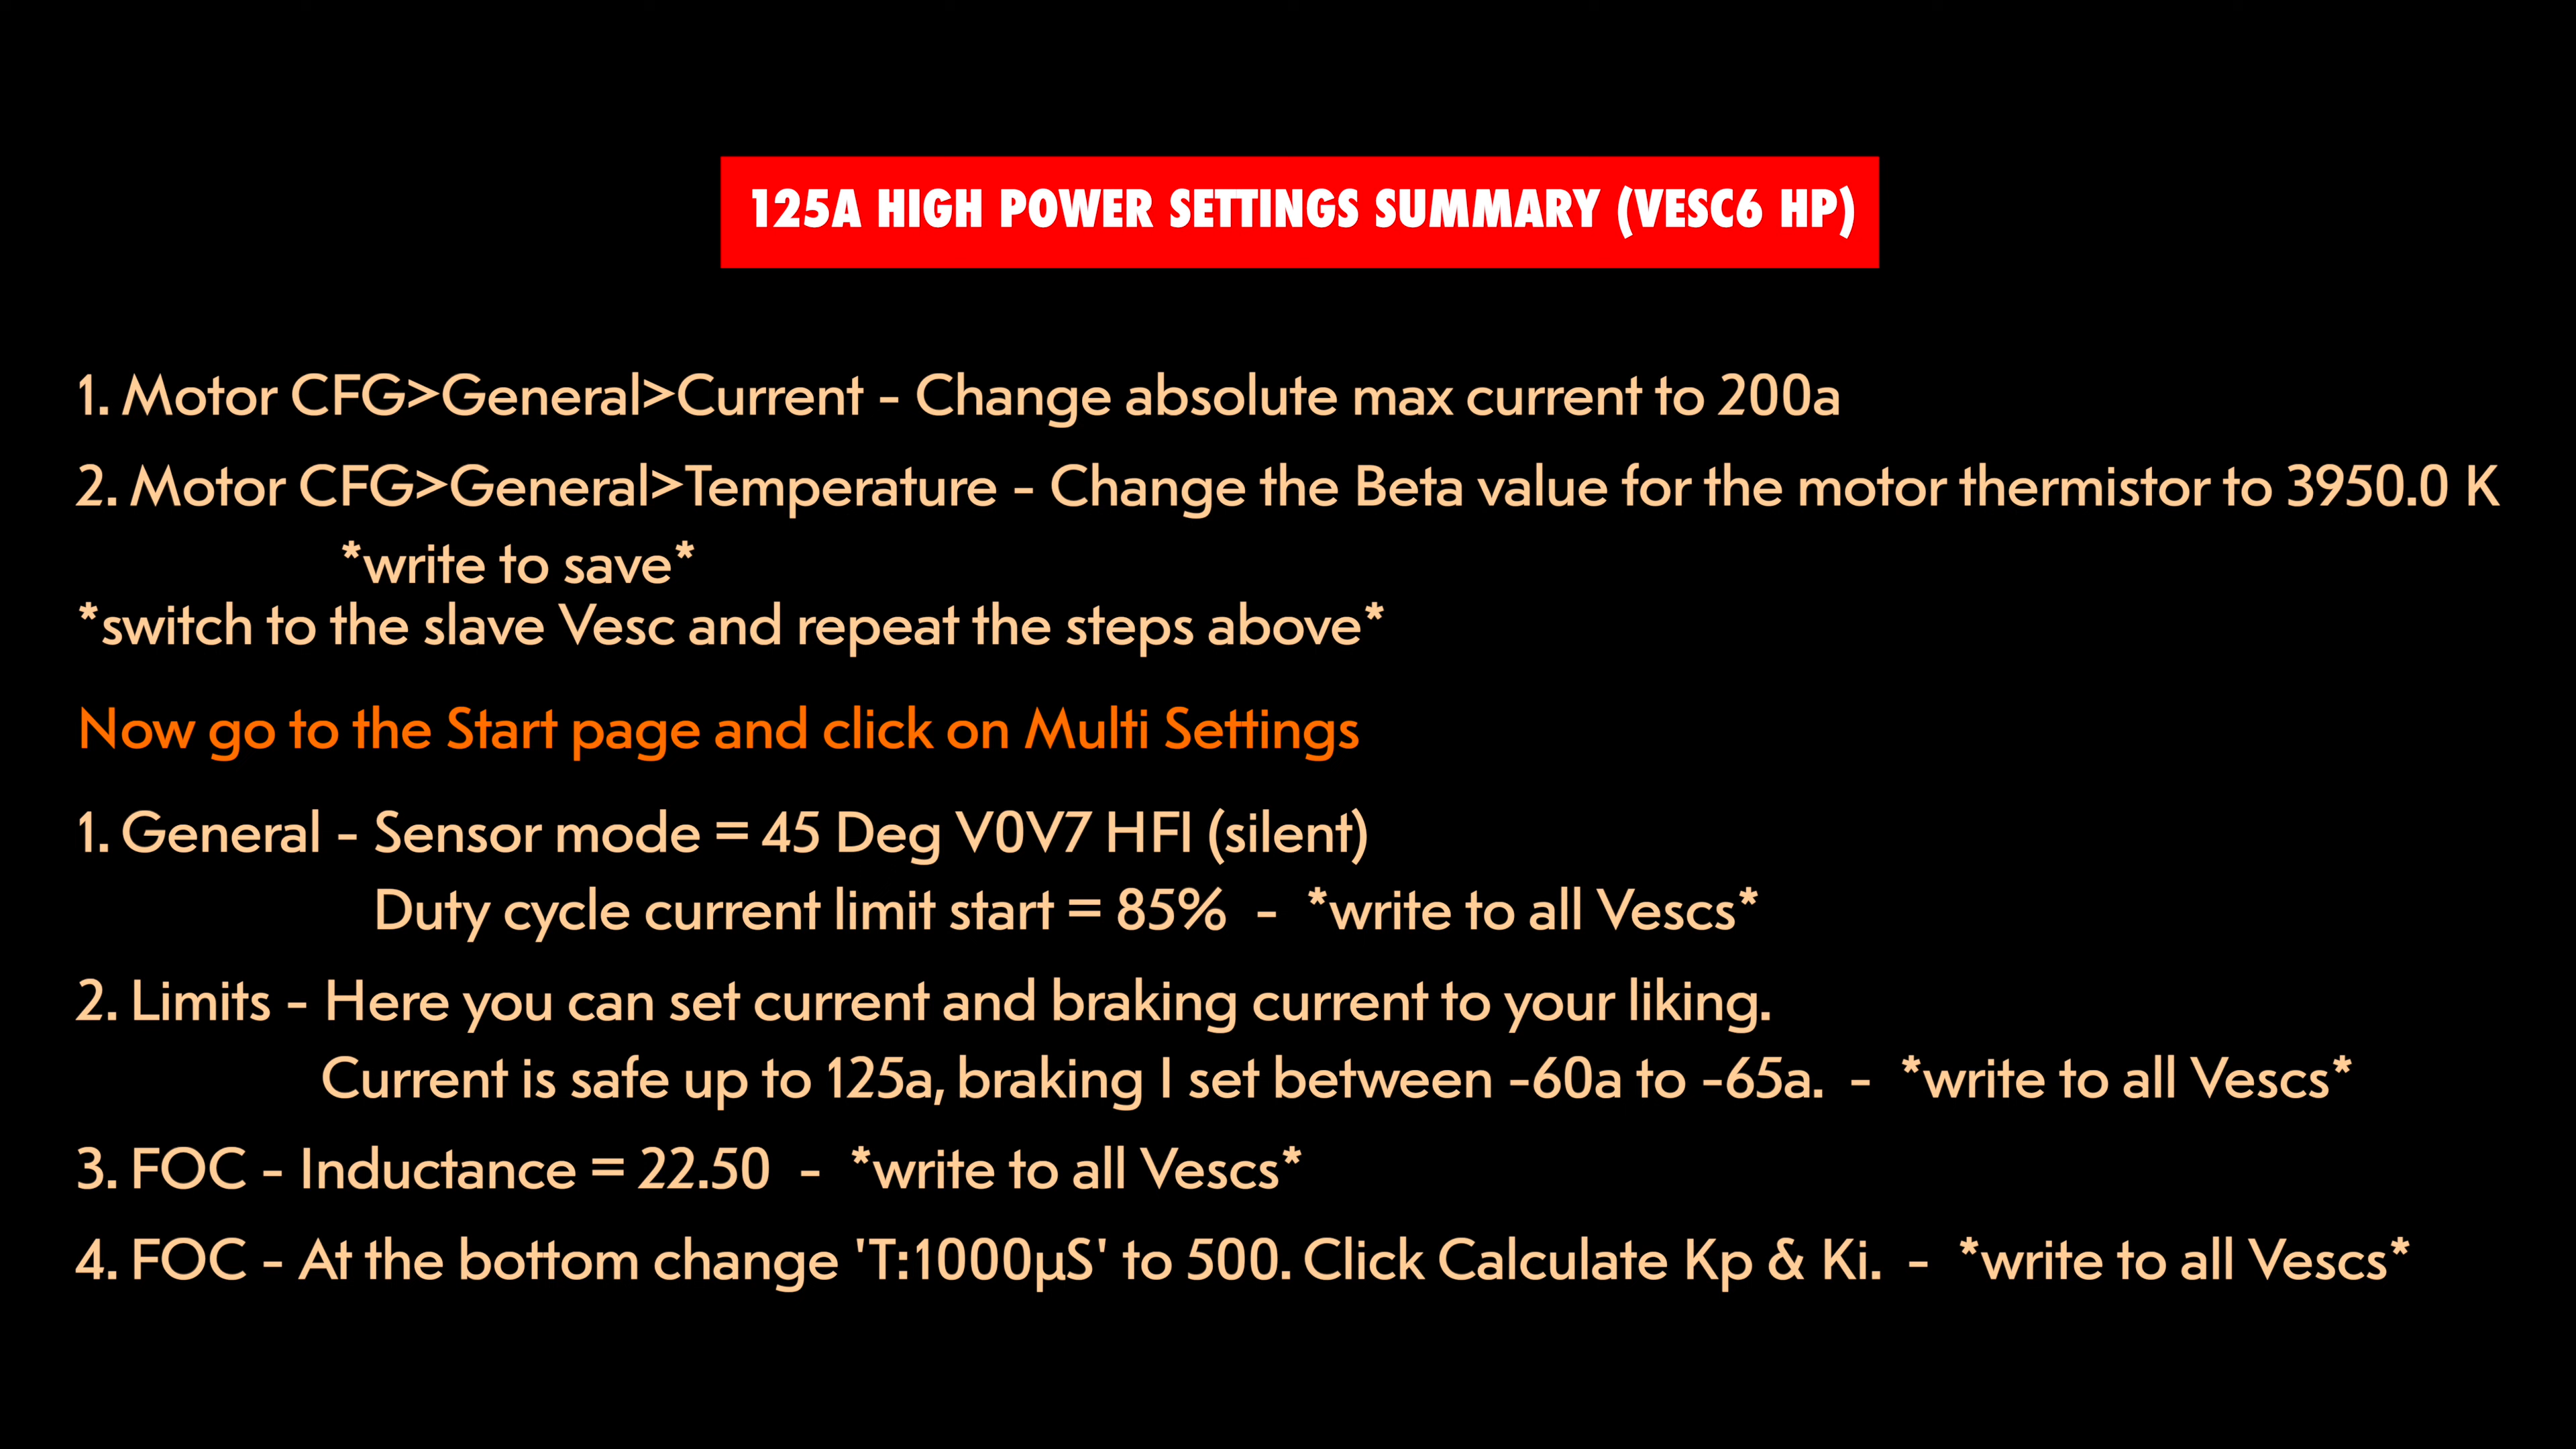 125A HIGH POWER SETTINGS SUMMARY (VESC6 HP)
1. Motor CFG>General>Current - Change absolute max current to 200a
2. Motor CFG>General>Temperature - Change the Beta value for the motor thermistor to 3950.0 K
*write to save*
*switch to the slave Vesc and repeat the steps above*
Now go to the Start page and click on Multi Settings
1. General - Sensor mode = 45 Deg V0V7 HFI (silent)
Duty cycle current limit start = 85% - *write to all Vescs*
2. Limits - Here you can set current and braking current to your liking.
Current is safe up to 125a, braking I set between -60a to -65a. - *write to all Vescs*
3. FOC - Inductance = 22.50 - *write to all Vescs*
4. FOC - At the bottom change 'T:1000µS' to 500. Click Calculate Kp & Ki. - *write to all Vescs*